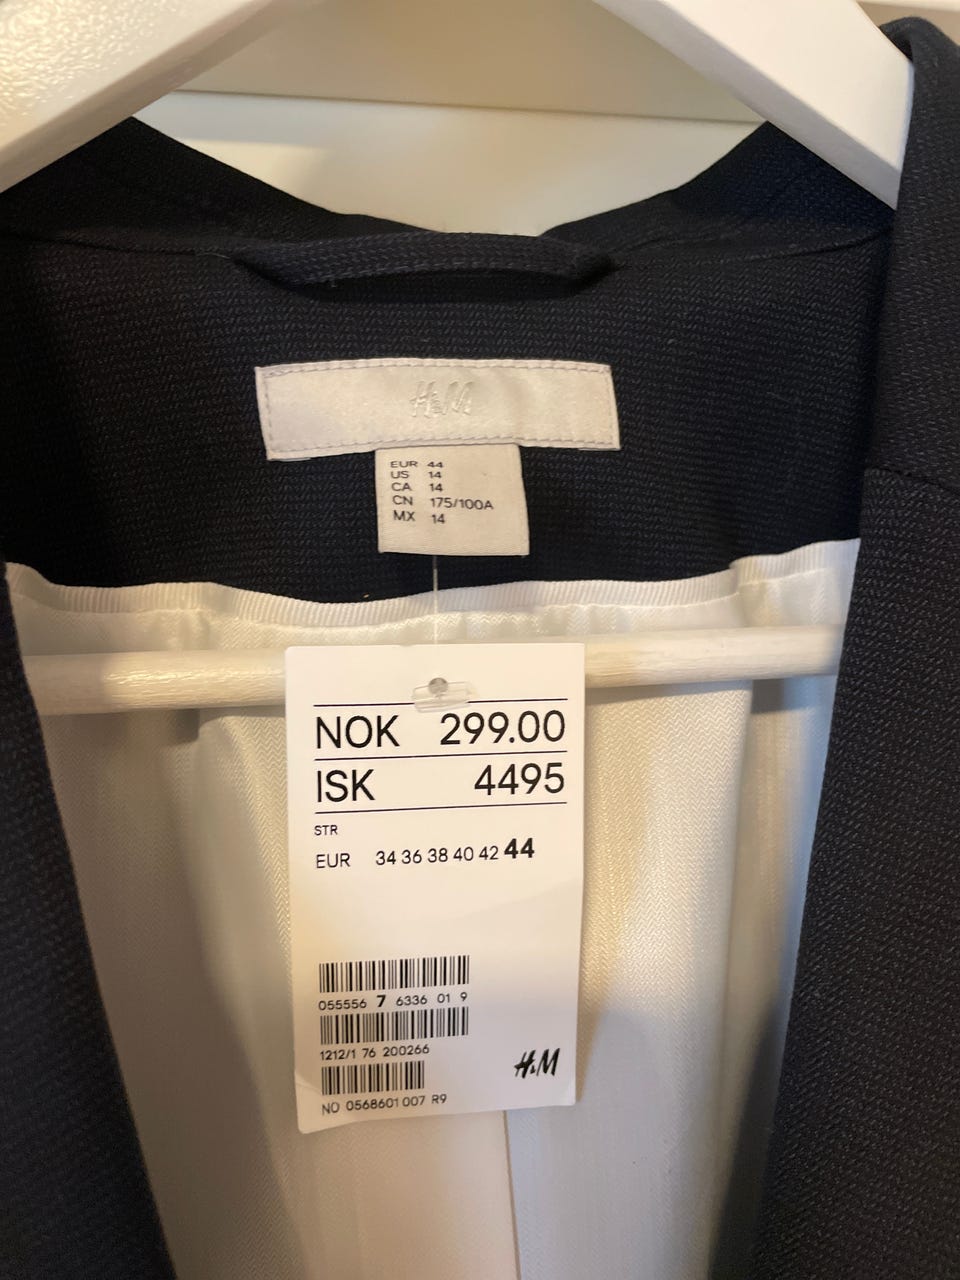 H&M
EUR 44
US 14
CA 14
CN 175/100A
MX 14
NOK 299.00
ISK 4495
STR
EUR 34 36 38 40 42 44
055556 7 6336 01 9
1212/1 76 200266
H&M
NO 0568601 007 R9